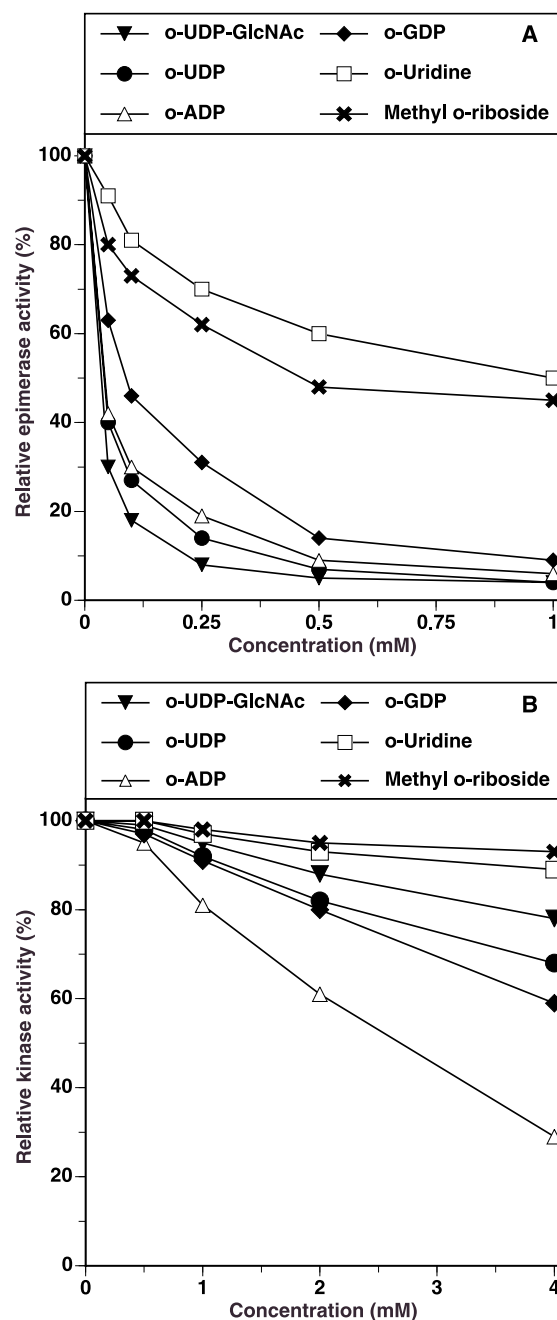 o-UDP-GlcNAc o-GDP A
o-UDP o-Uridine
o-ADP Methyl o-riboside
100
80
60
40
20
0
Relative epimerase activity (%)
0 0.25 0.5 0.75 1
Concentration (mM)
o-UDP-GlcNAc o-GDP B
o-UDP o-Uridine
o-ADP Methyl o-riboside
100
80
60
40
20
0
Relative kinase activity (%)
0 1 2 3 4
Concentration (mM)